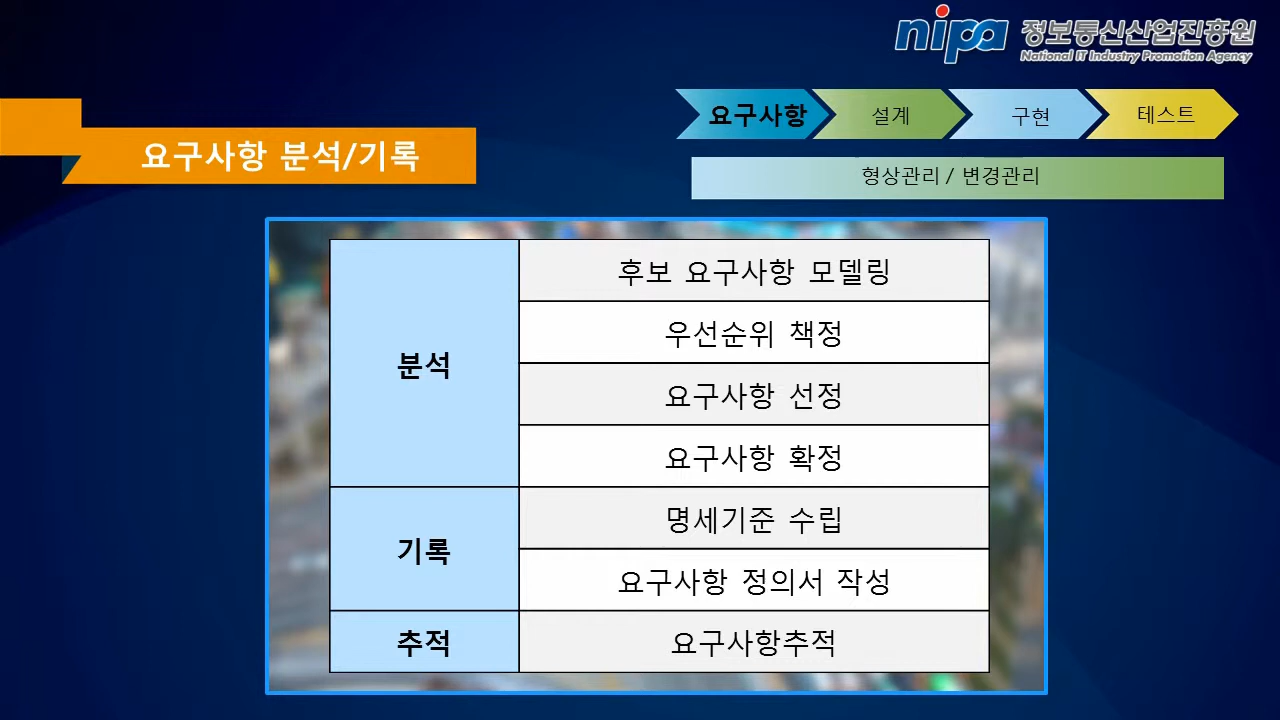 nipa 정보통신산업진흥원
National IT Industry Promotion Agency
요구사항 설계 구현 테스트
형상관리 / 변경관리
요구사항 분석/기록
분석
후보 요구사항 모델링
우선순위 책정
요구사항 선정
요구사항 확정
기록
명세기준 수립
요구사항 정의서 작성
추적
요구사항추적